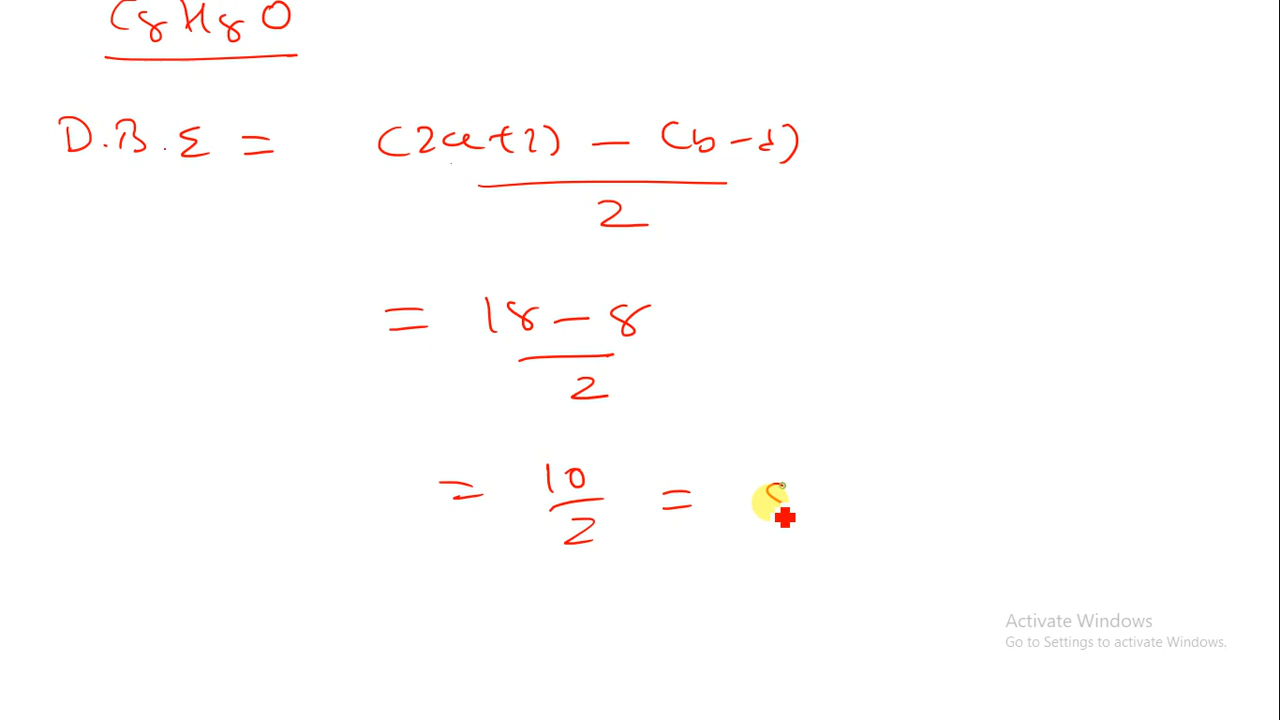 C8H8O
D.B.E = (2a+2) - (b-d)
2
= 18-8
2
= 10 =
2
Activate Windows
Go to Settings to activate Windows.